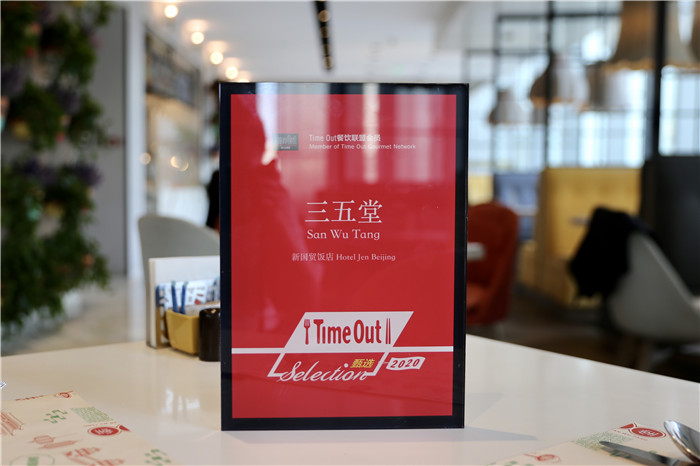 Time Out餐饮联盟会员
Member of Time Out Gourmet Network
三五堂
San Wu Tang
新国贸饭店 Hotel Jen Beijing
Time Out
甄选
Selection
2020